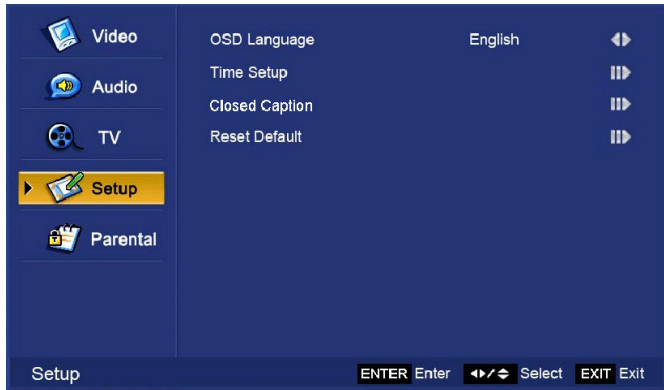 Video
Audio
TV
Setup
Parental
OSD Language English
Time Setup
Closed Caption
Reset Default
Setup ENTER Enter Select EXIT Exit